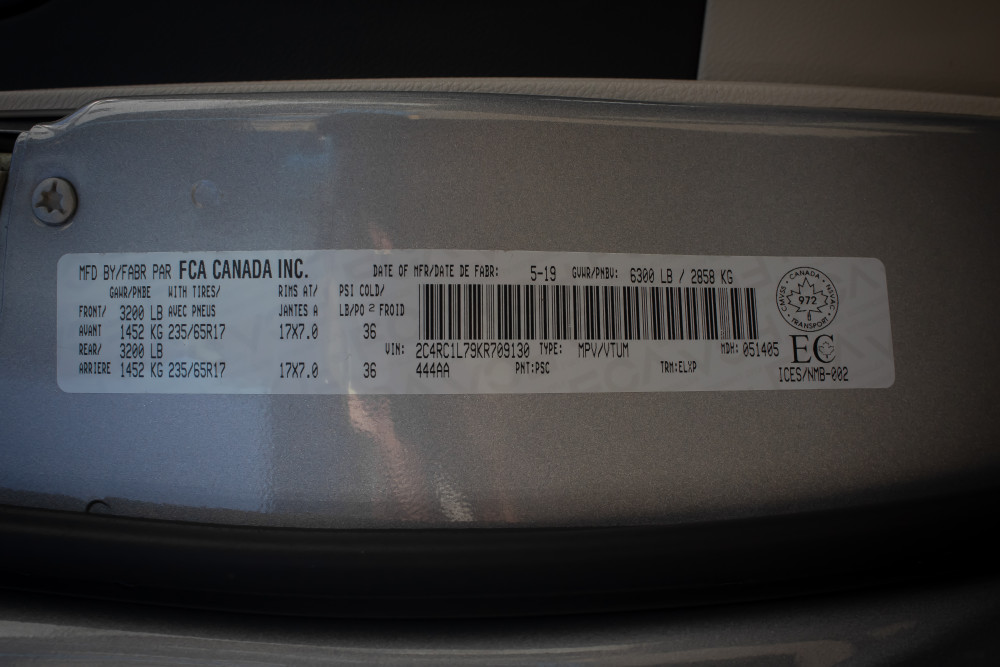 MFD BY/FABR PAR FCA CANADA INC. DATE OF MFR/DATE DE FABR: 5-19 GVWR/PNBV: 6300 LB / 2858 KG
GAWR/PNBE WITH TIRES/ RIMS AT/ PSI COLD/
FRONT/ 3200 LB AVEC PNEUS JANTES A LB/PO 2 FROID
AVANT 1452 KG 235/65R17 17X7.0 36
REAR/ 3200 LB VIN: 2C4RC1L79KR709130 TYPE: MPV/VTUM MDH: 051405
ARRIERE 1452 KG 235/65R17 17X7.0 36 444AA PNT:PSC TRM:ELXP
CANADA
CMVSS NVSAC
972
TRANSPORT
EC
ICES/NMB-002